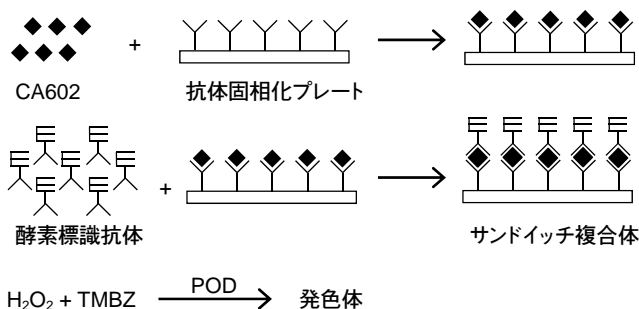 +
CA602
抗体固相化プレート
+
酵素標識抗体
サンドイッチ複合体
H₂O₂ + TMBZ POD 発色体